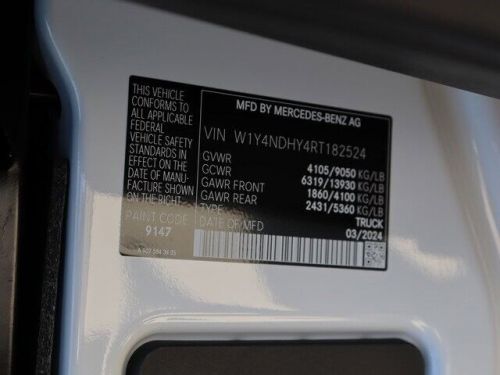 THIS VEHICLE
CONFORMS TO
ALL APPLICABLE
FEDERAL MOTOR
VEHICLE SAFETY
STANDARDS IN
EFFECT ON THE
DATE OF MANU-
FACTURE SHOWN
ON THE RIGHT
PAINT CODE
9147
MFD BY MERCEDES-BENZ AG
VIN W1Y4NDHY4RT182524
GVWR 4105/9050 KG/LB
GCWR 6319/13930 KG/LB
GAWR FRONT 1860/4100 KG/LB
GAWR REAR 2431/5360 KG/LB
TYPE TRUCK
DATE OF MFD 03/2024